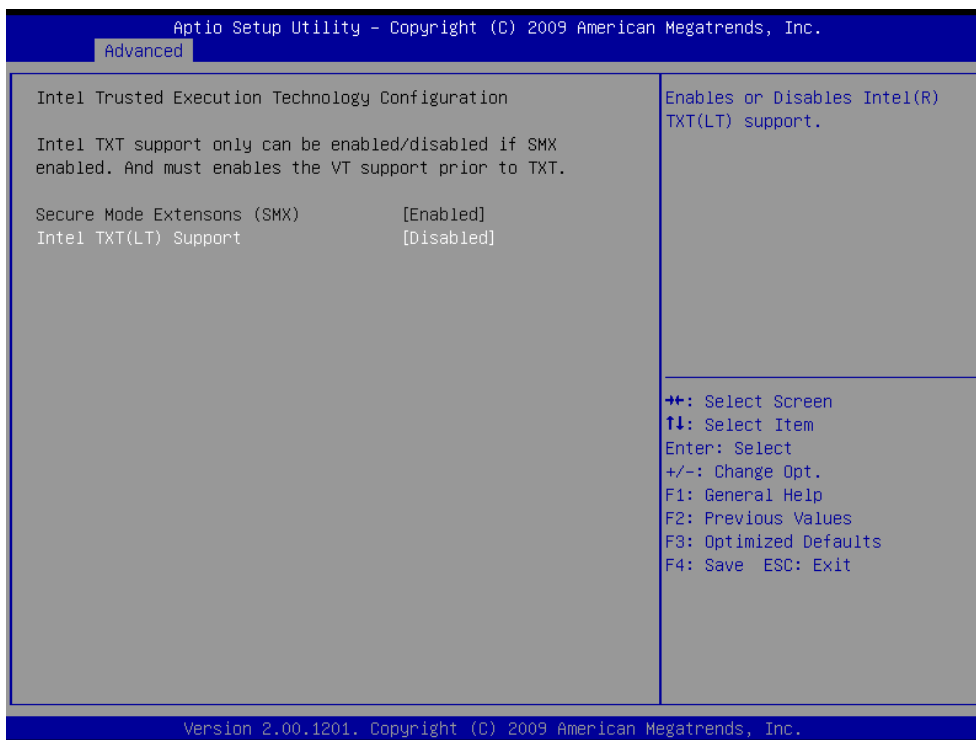 Aptio Setup Utility – Copyright (C) 2009 American Megatrends, Inc.
Advanced
Intel Trusted Execution Technology Configuration
Intel TXT support only can be enabled/disabled if SMX
enabled. And must enables the VT support prior to TXT.
Secure Mode Extensons (SMX) [Enabled]
Intel TXT(LT) Support [Disabled]
Enables or Disables Intel(R)
TXT(LT) support.
→←: Select Screen
↑↓: Select Item
Enter: Select
+/-: Change Opt.
F1: General Help
F2: Previous Values
F3: Optimized Defaults
F4: Save ESC: Exit
Version 2.00.1201. Copyright (C) 2009 American Megatrends, Inc.